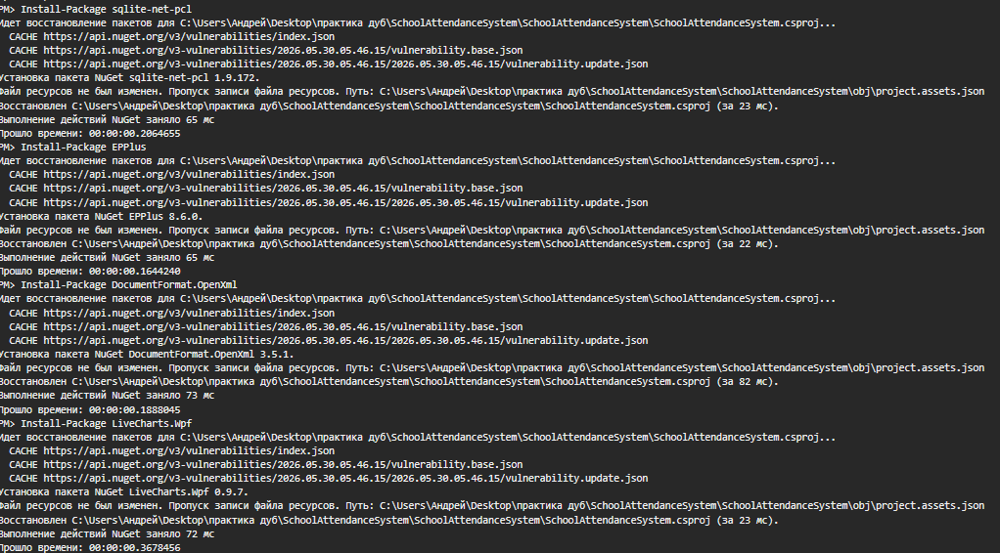 PM> Install-Package sqlite-net-pcl
Идет восстановление пакетов для C:\Users\Андрей\Desktop\практика дуб\SchoolAttendanceSystem\SchoolAttendanceSystem\SchoolAttendanceSystem.csproj...
CACHE https://api.nuget.org/v3/vulnerabilities/index.json
CACHE https://api.nuget.org/v3-vulnerabilities/2026.05.30.05.46.15/vulnerability.base.json
CACHE https://api.nuget.org/v3-vulnerabilities/2026.05.30.05.46.15/2026.05.30.05.46.15/vulnerability.update.json
Установка пакета NuGet sqlite-net-pcl 1.9.172.
Файл ресурсов не был изменен. Пропуск записи файла ресурсов. Путь: C:\Users\Андрей\Desktop\практика дуб\SchoolAttendanceSystem\SchoolAttendanceSystem\obj\project.assets.json
Восстановлен C:\Users\Андрей\Desktop\практика дуб\SchoolAttendanceSystem\SchoolAttendanceSystem\SchoolAttendanceSystem.csproj (за 23 мс).
Выполнение действий NuGet заняло 65 мс
Прошло времени: 00:00:00.2064655
PM> Install-Package EPPlus
Идет восстановление пакетов для C:\Users\Андрей\Desktop\практика дуб\SchoolAttendanceSystem\SchoolAttendanceSystem\SchoolAttendanceSystem.csproj...
CACHE https://api.nuget.org/v3/vulnerabilities/index.json
CACHE https://api.nuget.org/v3-vulnerabilities/2026.05.30.05.46.15/vulnerability.base.json
CACHE https://api.nuget.org/v3-vulnerabilities/2026.05.30.05.46.15/2026.05.30.05.46.15/vulnerability.update.json
Установка пакета NuGet EPPlus 8.6.0.
Файл ресурсов не был изменен. Пропуск записи файла ресурсов. Путь: C:\Users\Андрей\Desktop\практика дуб\SchoolAttendanceSystem\SchoolAttendanceSystem\obj\project.assets.json
Восстановлен C:\Users\Андрей\Desktop\практика дуб\SchoolAttendanceSystem\SchoolAttendanceSystem\SchoolAttendanceSystem.csproj (за 22 мс).
Выполнение действий NuGet заняло 65 мс
Прошло времени: 00:00:00.1644240
PM> Install-Package DocumentFormat.OpenXml
Идет восстановление пакетов для C:\Users\Андрей\Desktop\практика дуб\SchoolAttendanceSystem\SchoolAttendanceSystem\SchoolAttendanceSystem.csproj...
CACHE https://api.nuget.org/v3/vulnerabilities/index.json
CACHE https://api.nuget.org/v3-vulnerabilities/2026.05.30.05.46.15/vulnerability.base.json
CACHE https://api.nuget.org/v3-vulnerabilities/2026.05.30.05.46.15/2026.05.30.05.46.15/vulnerability.update.json
Установка пакета NuGet DocumentFormat.OpenXml 3.5.1.
Файл ресурсов не был изменен. Пропуск записи файла ресурсов. Путь: C:\Users\Андрей\Desktop\практика дуб\SchoolAttendanceSystem\SchoolAttendanceSystem\obj\project.assets.json
Восстановлен C:\Users\Андрей\Desktop\практика дуб\SchoolAttendanceSystem\SchoolAttendanceSystem\SchoolAttendanceSystem.csproj (за 82 мс).
Выполнение действий NuGet заняло 73 мс
Прошло времени: 00:00:00.1888045
PM> Install-Package LiveCharts.Wpf
Идет восстановление пакетов для C:\Users\Андрей\Desktop\практика дуб\SchoolAttendanceSystem\SchoolAttendanceSystem\SchoolAttendanceSystem.csproj...
CACHE https://api.nuget.org/v3/vulnerabilities/index.json
CACHE https://api.nuget.org/v3-vulnerabilities/2026.05.30.05.46.15/vulnerability.base.json
CACHE https://api.nuget.org/v3-vulnerabilities/2026.05.30.05.46.15/2026.05.30.05.46.15/vulnerability.update.json
Установка пакета NuGet LiveCharts.Wpf 0.9.7.
Файл ресурсов не был изменен. Пропуск записи файла ресурсов. Путь: C:\Users\Андрей\Desktop\практика дуб\SchoolAttendanceSystem\SchoolAttendanceSystem\obj\project.assets.json
Восстановлен C:\Users\Андрей\Desktop\практика дуб\SchoolAttendanceSystem\SchoolAttendanceSystem\SchoolAttendanceSystem.csproj (за 23 мс).
Выполнение действий NuGet заняло 72 мс
Прошло времени: 00:00:00.3678456